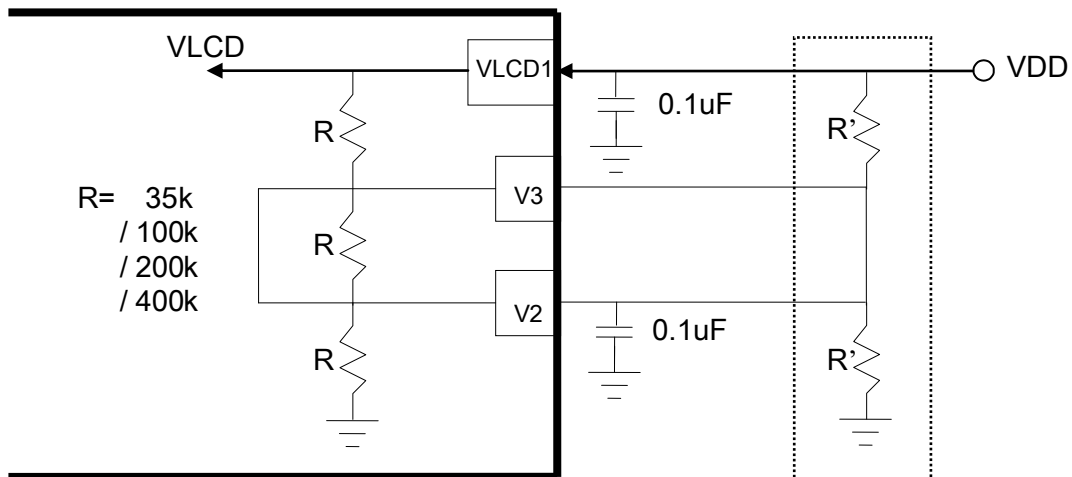 VLCD
VLCD1
VDD
0.1uF
R
R’
V3
R= 35k
/ 100k
/ 200k
/ 400k
R
V2
0.1uF
R
R’